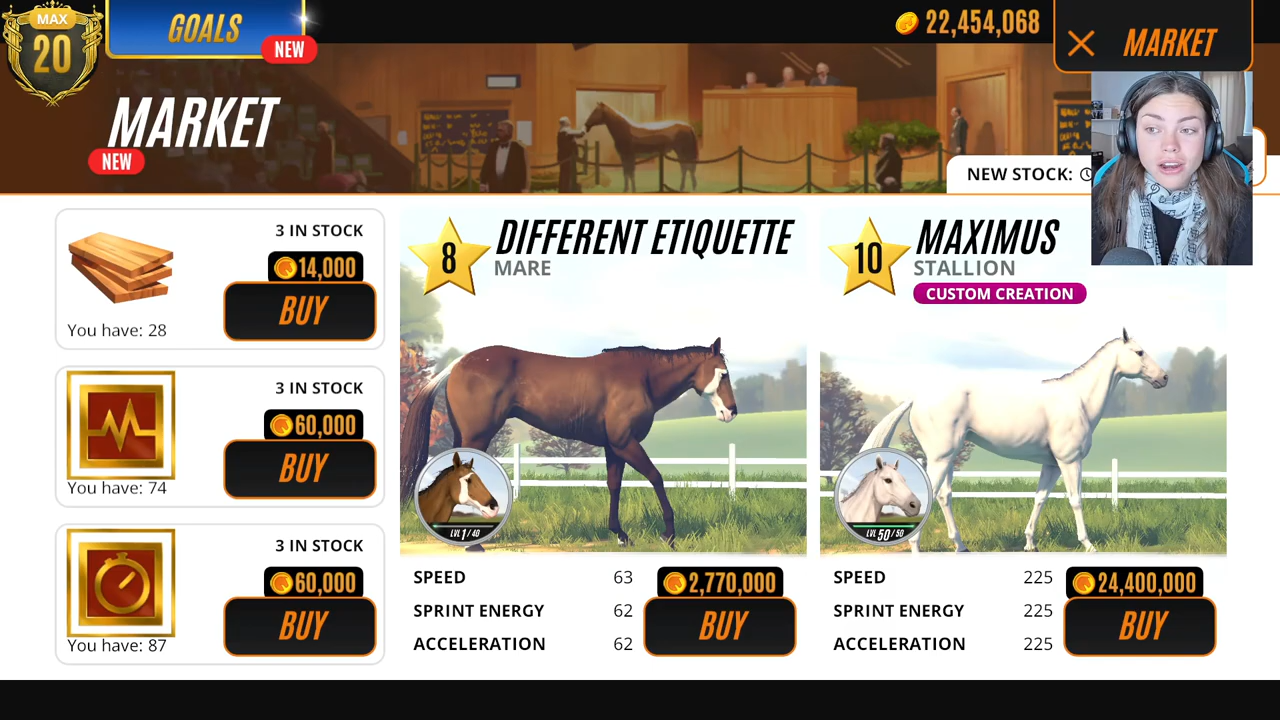 MAX
20
GOALS
NEW
22,454,068
MARKET
MARKET
NEW
NEW STOCK:
3 IN STOCK
14,000
BUY
You have: 28
3 IN STOCK
60,000
BUY
You have: 74
3 IN STOCK
60,000
BUY
You have: 87
8
DIFFERENT ETIQUETTE
MARE
LVL 1/40
SPEED 63
SPRINT ENERGY 62
ACCELERATION 62
2,770,000
BUY
10
MAXIMUS
STALLION
CUSTOM CREATION
LVL 50/50
SPEED 225
SPRINT ENERGY 225
ACCELERATION 225
24,400,000
BUY